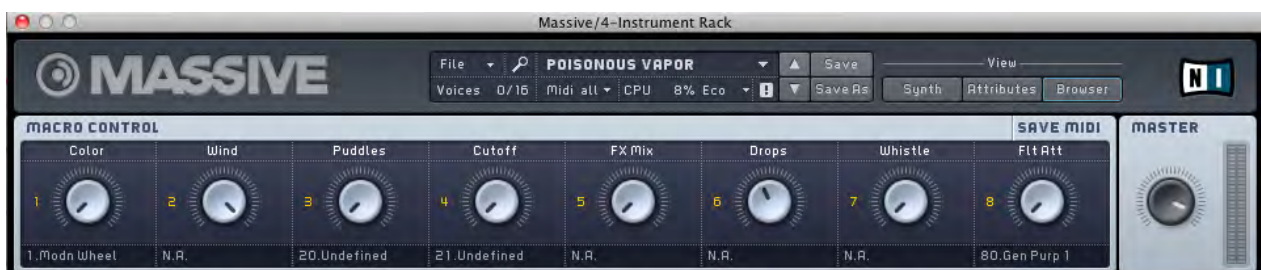 Massive/4-Instrument Rack
MASSIVE
File POISONOUS VAPOR Save View
Voices 0/16 Midi all CPU 8% Eco ! Save As Synth Attributes Browser
NI
MACRO CONTROL SAVE MIDI MASTER
Color Wind Puddles Cutoff FX Mix Drops Whistle Flt Att
1 2 3 4 5 6 7 8
1.Modn Wheel N.A. 20.Undefined 21.Undefined N.A. N.A. N.A. 80.Gen Purp 1